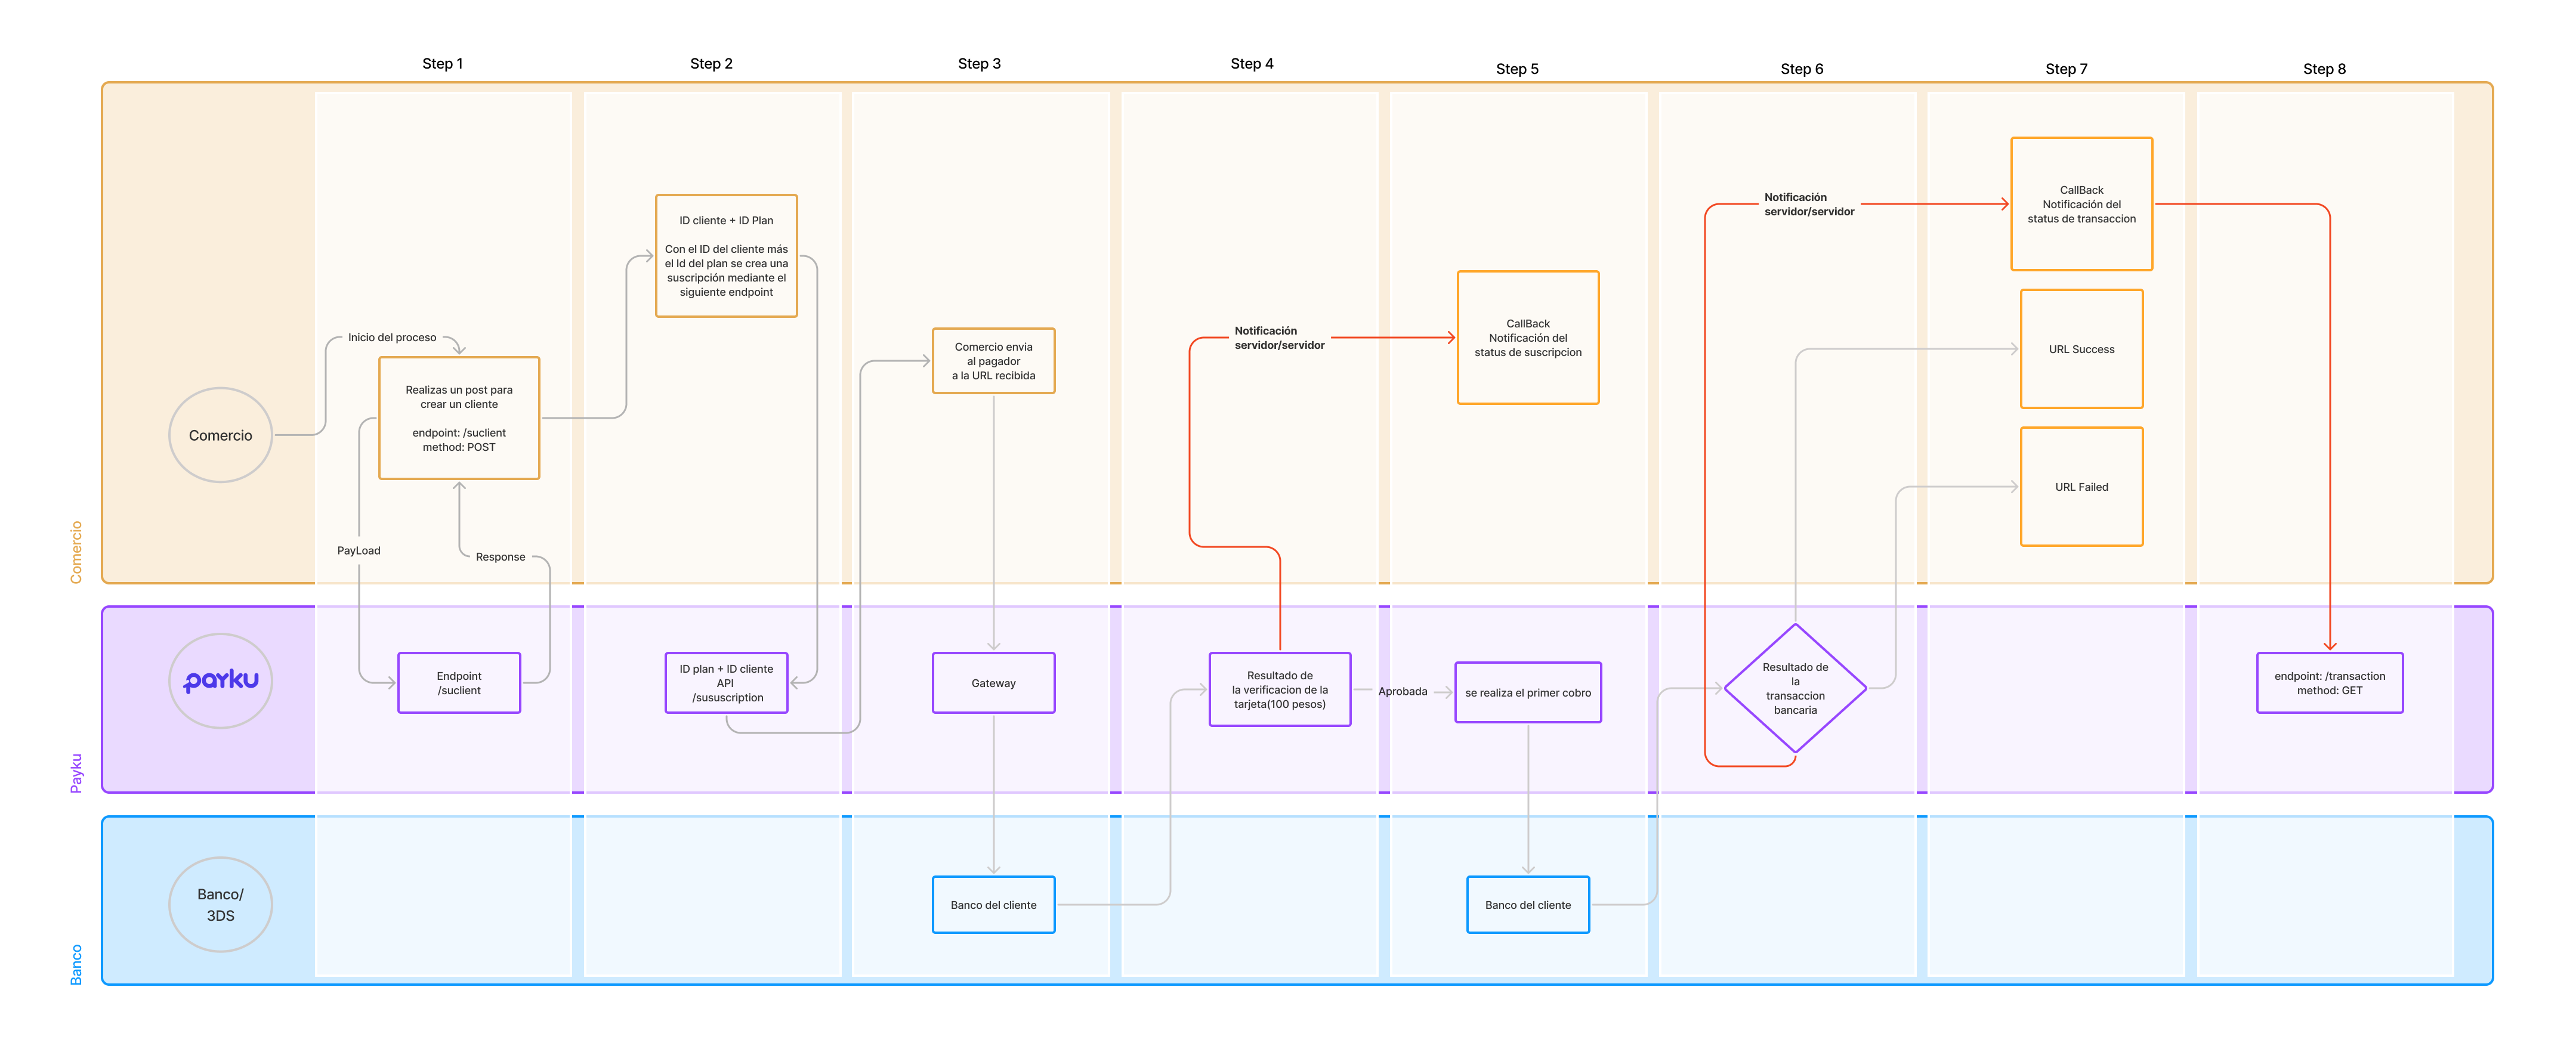 Step 1
Step 2
Step 3
Step 4
Step 5
Step 6
Step 7
Step 8
Comercio
Comercio
Inicio del proceso
Realizas un post para
crear un cliente
endpoint: /suclient
method: POST
PayLoad
Response
ID cliente + ID Plan
Con el ID del cliente más
el Id del plan se crea una
suscripción mediante el
siguiente endpoint
Comercio envia
al pagador
a la URL recibida
Notificación
servidor/servidor
CallBack
Notificación del
status de suscripcion
Notificación
servidor/servidor
CallBack
Notificación del
status de transaccion
URL Success
URL Failed
Payku
payku
Endpoint
/suclient
ID plan + ID cliente
API
/sususcription
Gateway
Resultado de
la verificacion de la
tarjeta(100 pesos)
Aprobada
se realiza el primer cobro
Resultado de
la
transaccion
bancaria
endpoint: /transaction
method: GET
Banco
Banco/
3DS
Banco del cliente
Banco del cliente